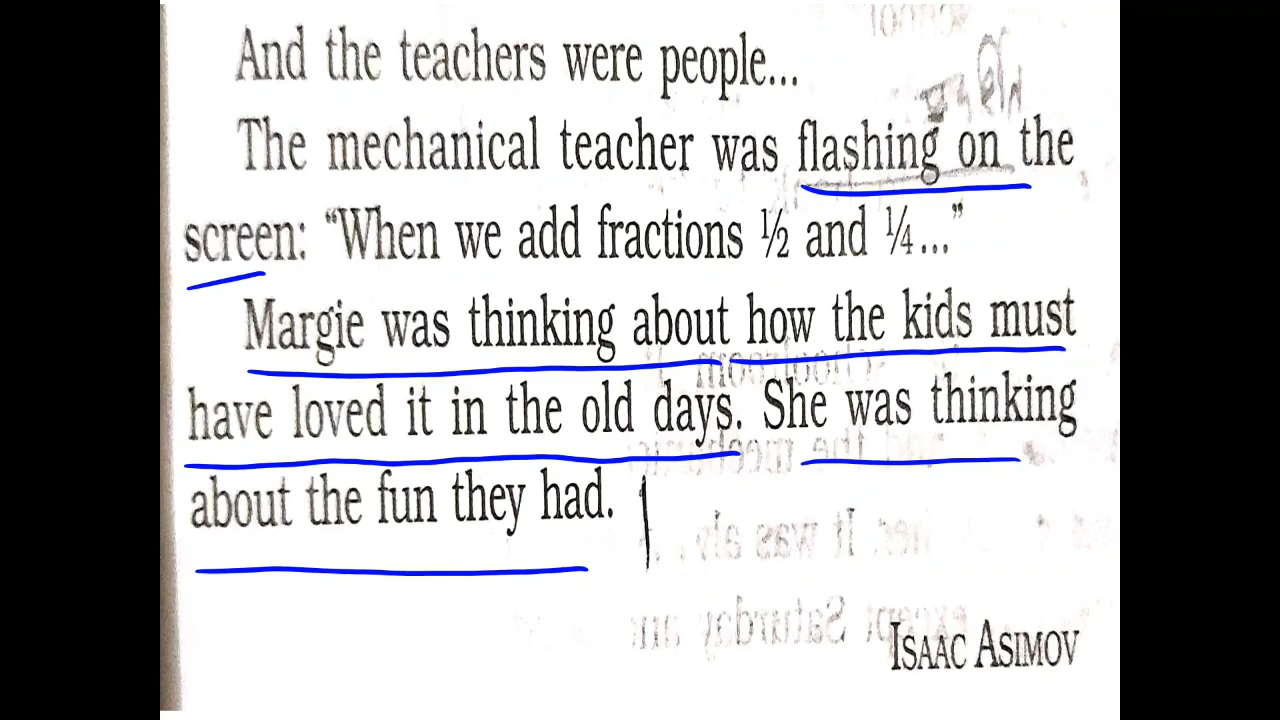 And the teachers were people...
The mechanical teacher was flashing on the
screen: “When we add fractions ½ and ¼...”
Margie was thinking about how the kids must
have loved it in the old days. She was thinking
about the fun they had.
ISAAC ASIMOV